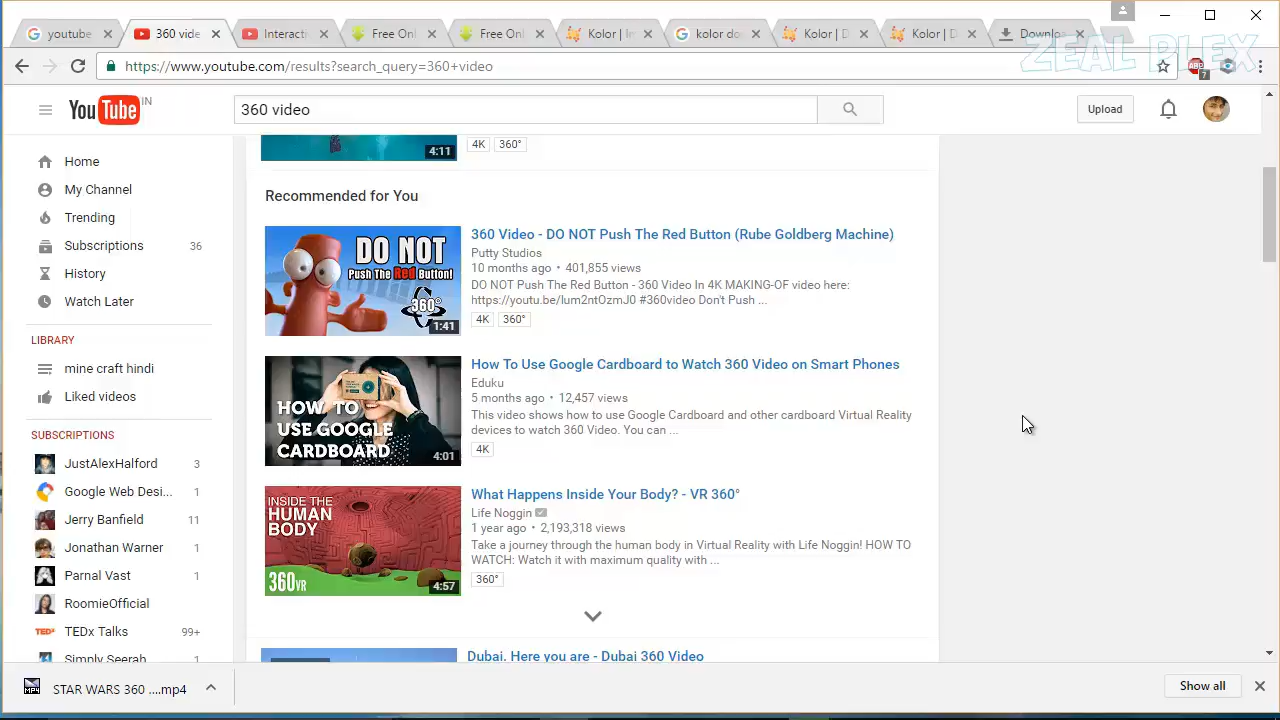 youtube
360 vide
Interacti
Free Onl
Free Onl
Kolor | Im
kolor do
Kolor | D
Kolor | D
Downloa
ZEAL PLEX
https://www.youtube.com/results?search_query=360+video
ABP
7
YouTube IN
360 video
Upload
Home
My Channel
Trending
Subscriptions 36
History
Watch Later
LIBRARY
mine craft hindi
Liked videos
SUBSCRIPTIONS
JustAlexHalford 3
Google Web Desi... 1
Jerry Banfield 11
Jonathan Warner 1
Parnal Vast 1
RoomieOfficial
TEDx TEDx Talks 99+
Simply Seerah 1
4:11
4K 360°
Recommended for You
DO NOT
Push The Red Button!
360°
1:41
360 Video - DO NOT Push The Red Button (Rube Goldberg Machine)
Putty Studios
10 months ago • 401,855 views
DO NOT Push The Red Button - 360 Video In 4K MAKING-OF video here:
https://youtu.be/Ium2ntOzmJ0 #360video Don't Push ...
4K 360°
HOW TO
USE GOOGLE
CARDBOARD
4:01
How To Use Google Cardboard to Watch 360 Video on Smart Phones
Eduku
5 months ago • 12,457 views
This video shows how to use Google Cardboard and other cardboard Virtual Reality
devices to watch 360 Video. You can ...
4K
INSIDE THE
HUMAN
BODY
360VR
4:57
What Happens Inside Your Body? - VR 360°
Life Noggin
1 year ago • 2,193,318 views
Take a journey through the human body in Virtual Reality with Life Noggin! HOW TO
WATCH: Watch it with maximum quality with ...
360°
Dubai. Here you are - Dubai 360 Video
MP4
STAR WARS 360 ....mp4
Show all